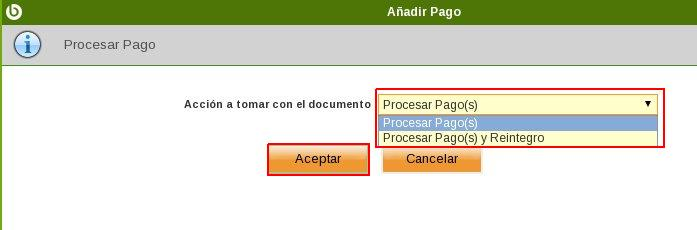 Añadir Pago
Procesar Pago
Acción a tomar con el documento Procesar Pago(s)
Procesar Pago(s)
Procesar Pago(s) y Reintegro
Aceptar Cancelar